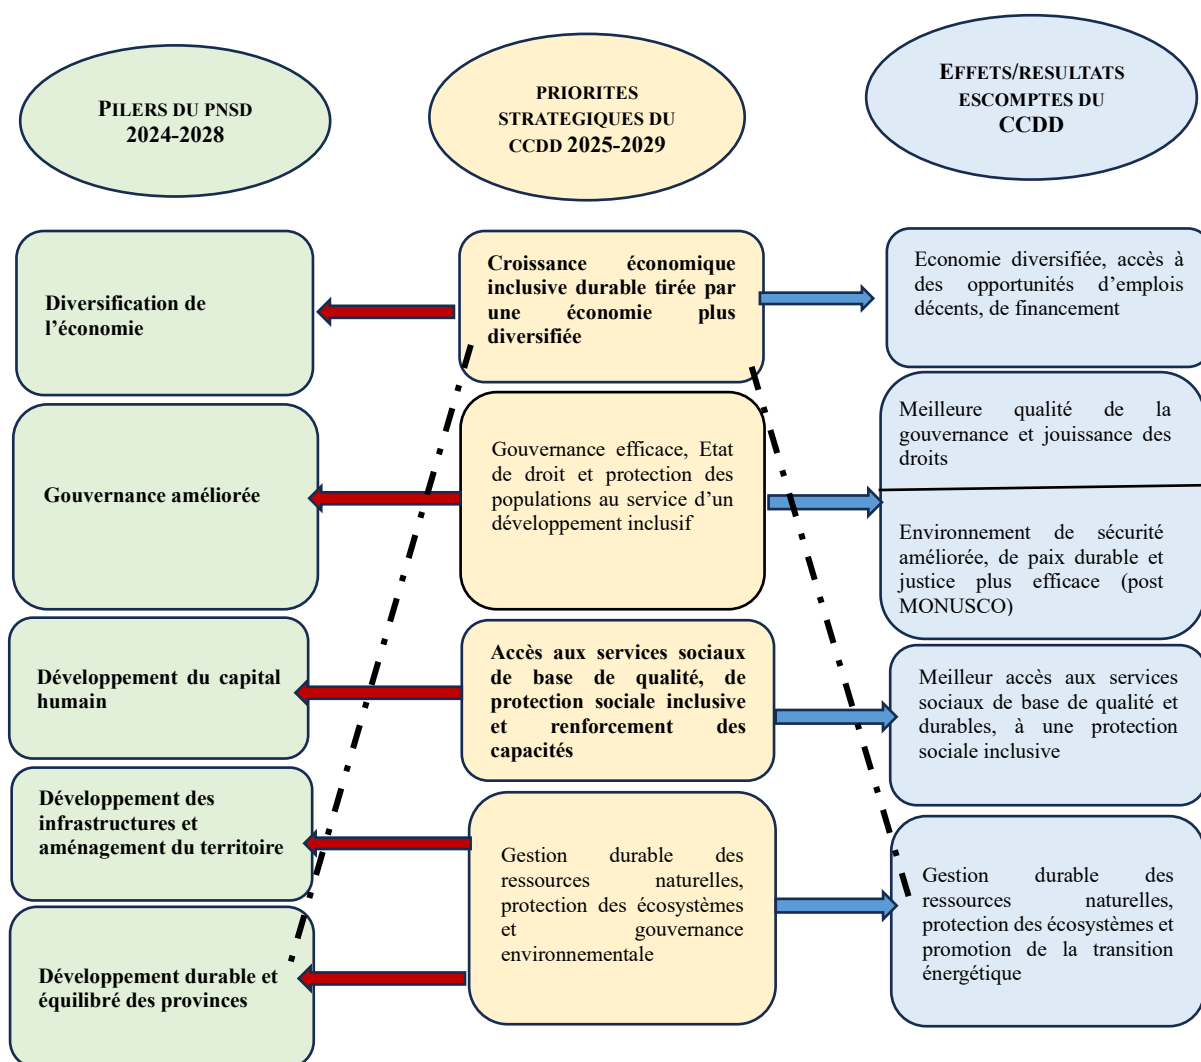 PILERS DU PNSD
2024-2028
PRIORITES
STRATEGIQUES DU
CCDD 2025-2029
EFFETS/RESULTATS
ESCOMPTES DU
CCDD
Diversification de
l’économie
Croissance économique
inclusive durable tirée par
une économie plus
diversifiée
Economie diversifiée, accès à
des opportunités d’emplois
décents, de financement
Gouvernance améliorée
Gouvernance efficace, Etat
de droit et protection des
populations au service d’un
développement inclusif
Meilleure qualité de la
gouvernance et jouissance des
droits
Environnement de sécurité
améliorée, de paix durable et
justice plus efficace (post
MONUSCO)
Développement du capital
humain
Accès aux services sociaux
de base de qualité, de
protection sociale inclusive
et renforcement des
capacités
Meilleur accès aux services
sociaux de base de qualité et
durables, à une protection
sociale inclusive
Développement des
infrastructures et
aménagement du territoire
Développement durable et
équilibré des provinces
Gestion durable des
ressources naturelles,
protection des écosystèmes
et gouvernance
environnementale
Gestion durable des
ressources naturelles,
protection des écosystèmes et
promotion de la transition
énergétique